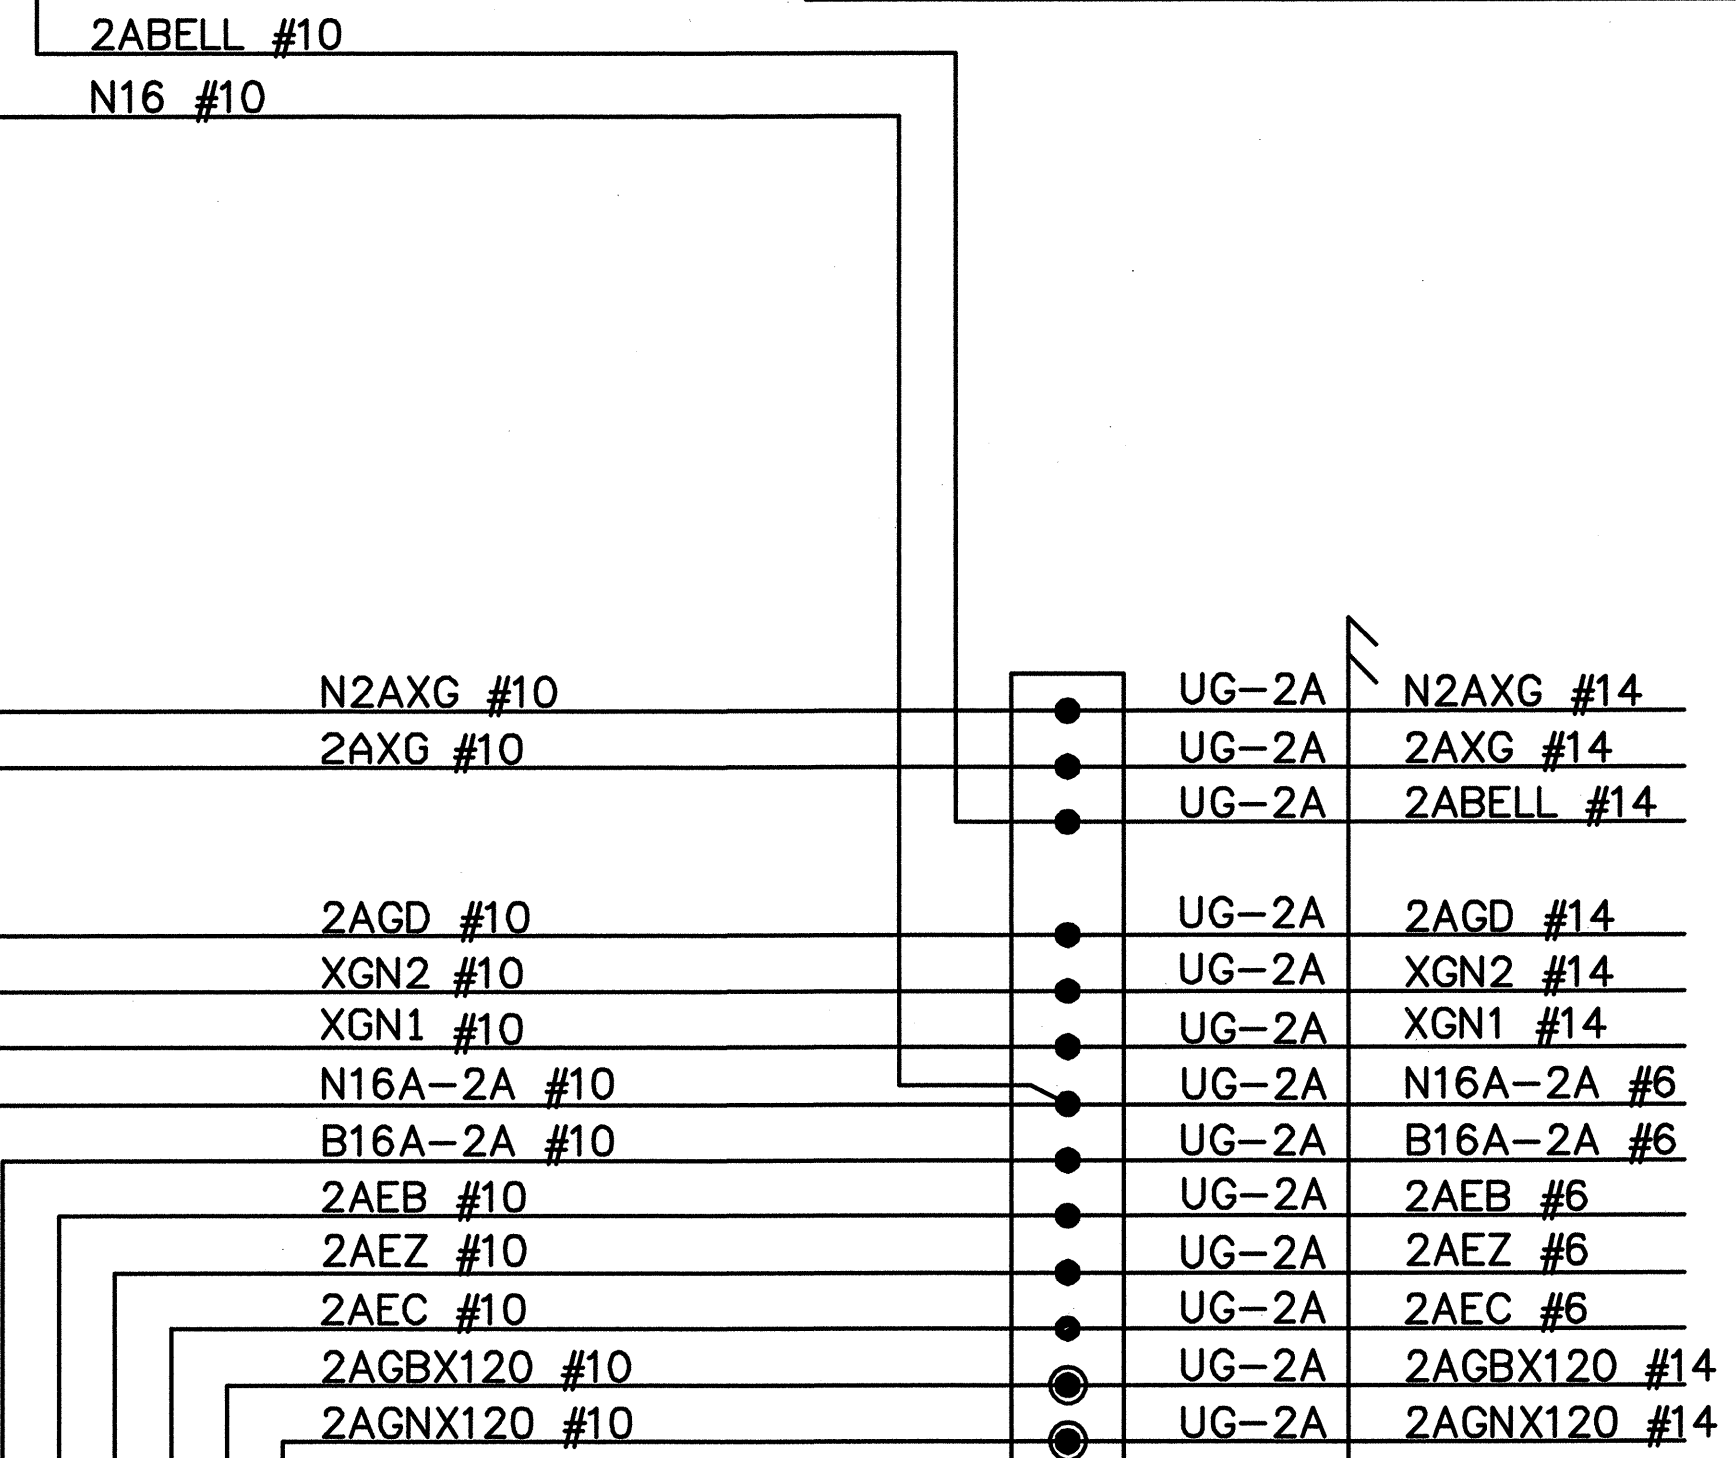 2ABELL #10
N16 #10
N2AXG #10 UG-2A N2AXG #14
2AXG #10 UG-2A 2AXG #14
UG-2A 2ABELL #14
2AGD #10 UG-2A 2AGD #14
XGN2 #10 UG-2A XGN2 #14
XGN1 #10 UG-2A XGN1 #14
N16A-2A #10 UG-2A N16A-2A #6
B16A-2A #10 UG-2A B16A-2A #6
2AEB #10 UG-2A 2AEB #6
2AEZ #10 UG-2A 2AEZ #6
2AEC #10 UG-2A 2AEC #6
2AGBX120 #10 UG-2A 2AGBX120 #14
2AGNX120 #10 UG-2A 2AGNX120 #14